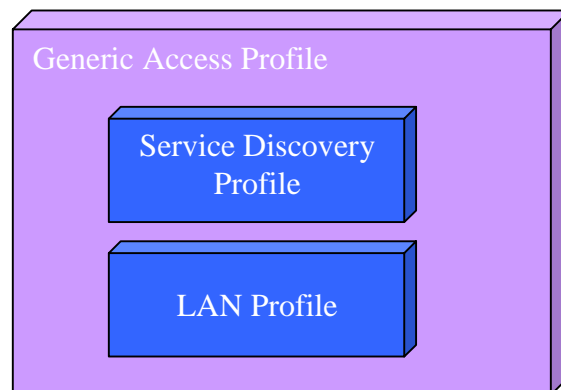 Generic Access Profile
Service Discovery
Profile
LAN Profile